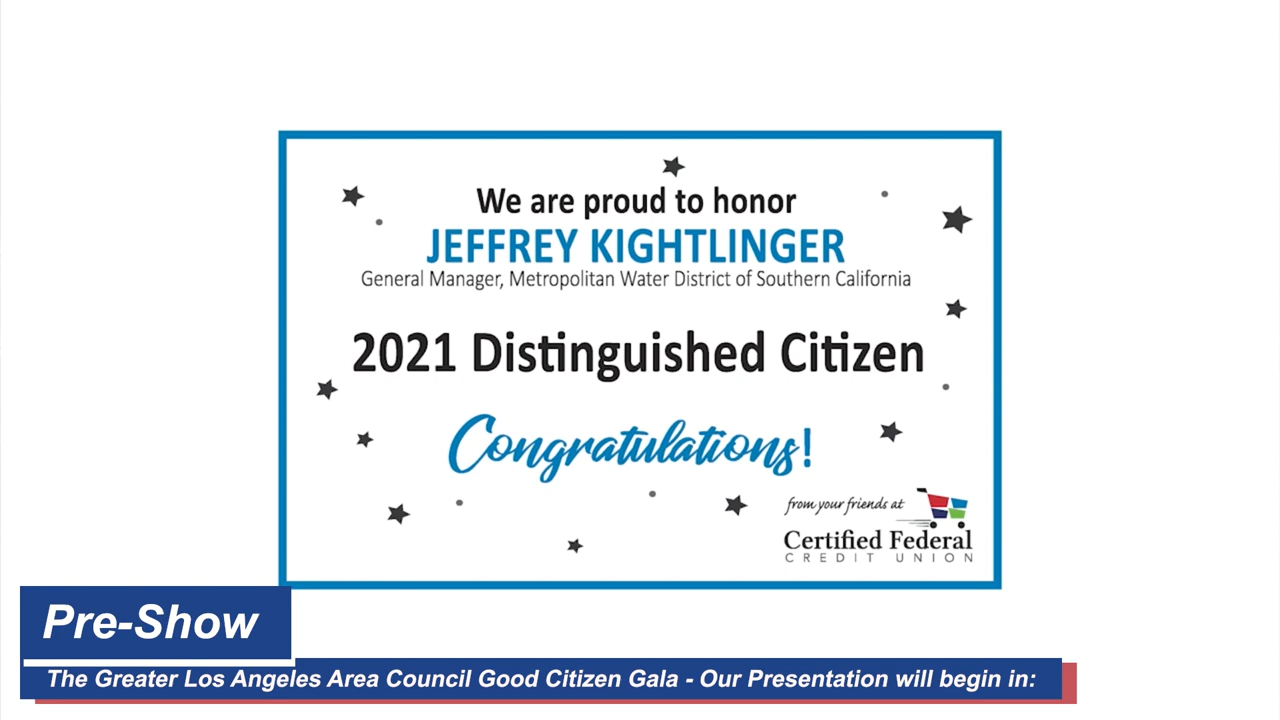 We are proud to honor
JEFFREY KIGHTLINGER
General Manager, Metropolitan Water District of Southern California
2021 Distinguished Citizen
Congratulations!
from your friends at
Certified Federal
CREDIT UNION
Pre-Show
The Greater Los Angeles Area Council Good Citizen Gala - Our Presentation will begin in: